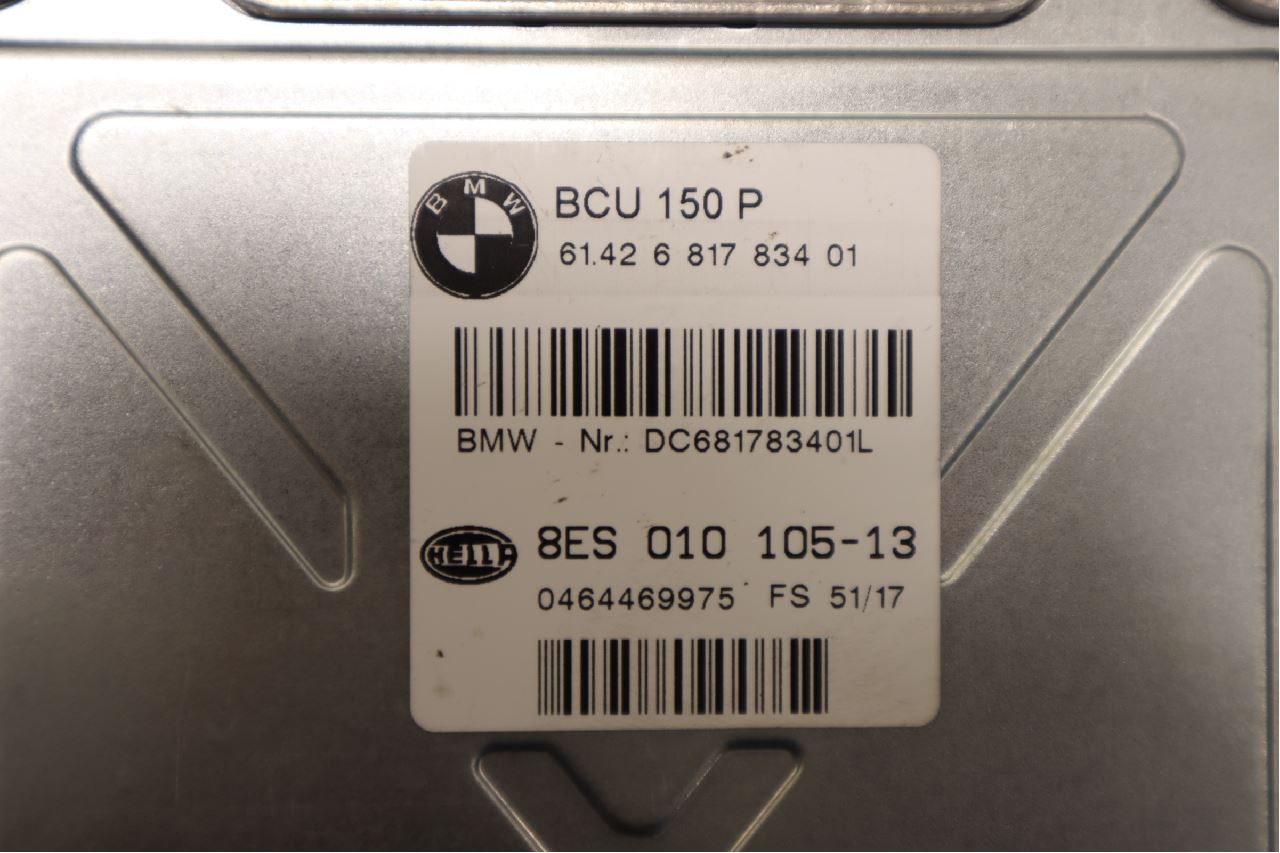 BMW
BCU 150 P
61.42 6 817 834 01
BMW - Nr.: DC681783401L
HELLA
8ES 010 105-13
0464469975 FS 51/17